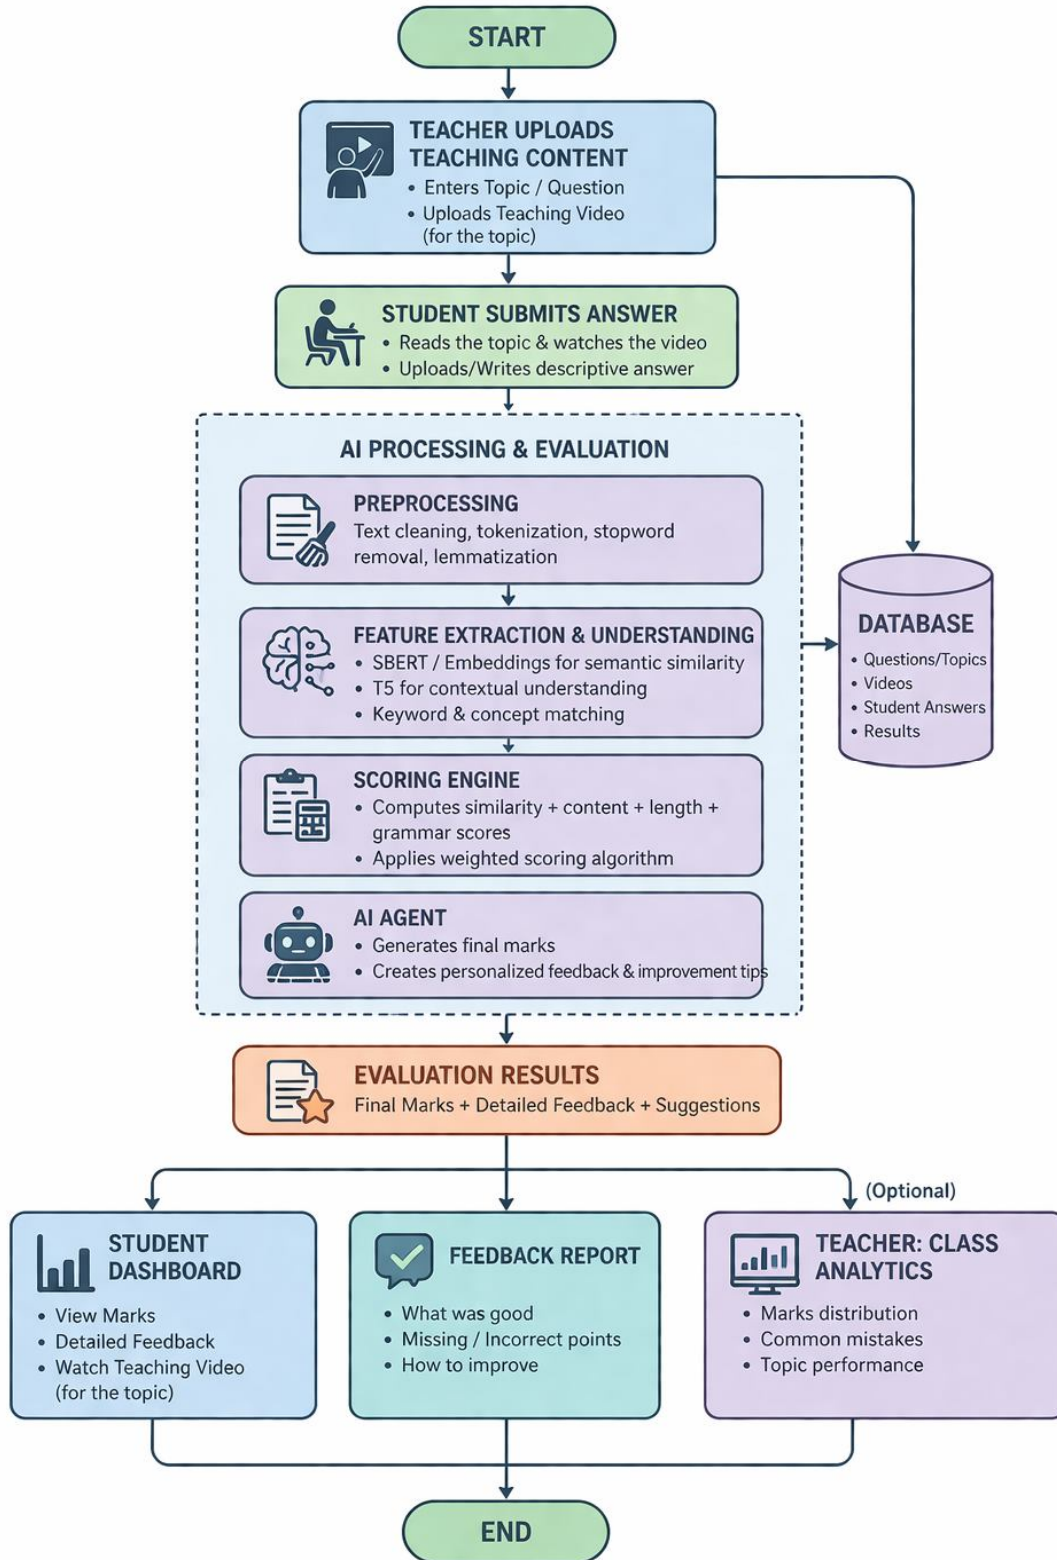 START
TEACHER UPLOADS
TEACHING CONTENT
• Enters Topic / Question
• Uploads Teaching Video
(for the topic)
STUDENT SUBMITS ANSWER
• Reads the topic & watches the video
• Uploads/Writes descriptive answer
AI PROCESSING & EVALUATION
PREPROCESSING
Text cleaning, tokenization, stopword
removal, lemmatization
FEATURE EXTRACTION & UNDERSTANDING
• SBERT / Embeddings for semantic similarity
• T5 for contextual understanding
• Keyword & concept matching
SCORING ENGINE
• Computes similarity + content + length +
grammar scores
• Applies weighted scoring algorithm
AI AGENT
• Generates final marks
• Creates personalized feedback & improvement tips
DATABASE
• Questions/Topics
• Videos
• Student Answers
• Results
EVALUATION RESULTS
Final Marks + Detailed Feedback + Suggestions
(Optional)
STUDENT
DASHBOARD
• View Marks
• Detailed Feedback
• Watch Teaching Video
(for the topic)
FEEDBACK REPORT
• What was good
• Missing / Incorrect points
• How to improve
TEACHER: CLASS
ANALYTICS
• Marks distribution
• Common mistakes
• Topic performance
END